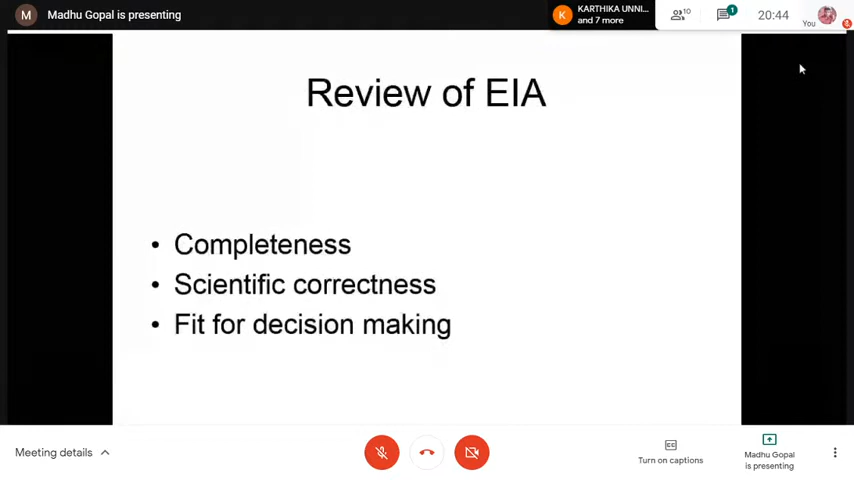 M Madhu Gopal is presenting
K KARTHIKA UNNI...
and 7 more
10
1
20:44
You
Review of EIA
• Completeness
• Scientific correctness
• Fit for decision making
Meeting details
CC
Turn on captions
Madhu Gopal
is presenting